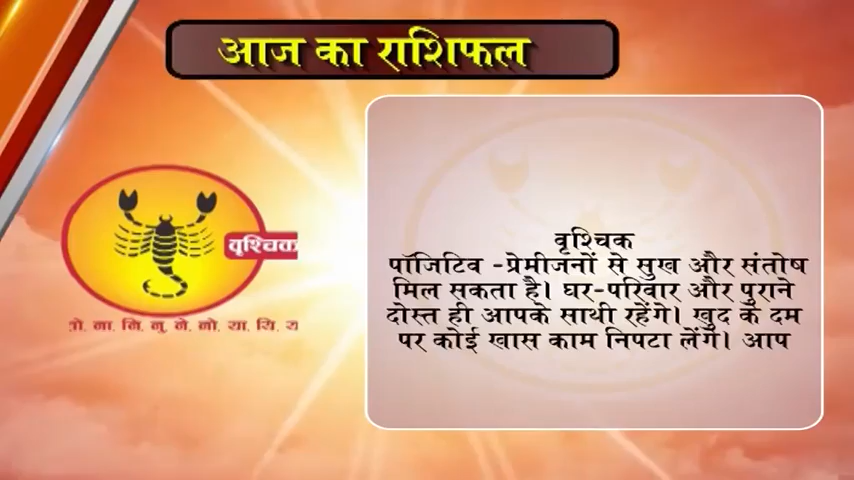 आज का राशिफल
वृश्चिक
वृश्चिक
पॉजिटिव -प्रेमीजनों से सुख और संतोष
मिल सकता है। घर-परिवार और पुराने
दोस्त ही आपके साथी रहेंगे। खुद के दम
पर कोई खास काम निपटा लेंगे। आप
ना, नि, नु, ने, नो, या, यि,